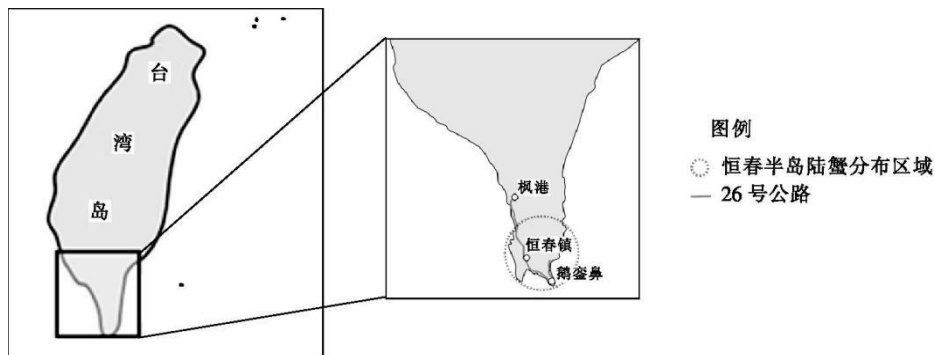 台
湾
岛
枫港
恒春镇
鹅銮鼻
图例
恒春半岛陆蟹分布区域
26号公路